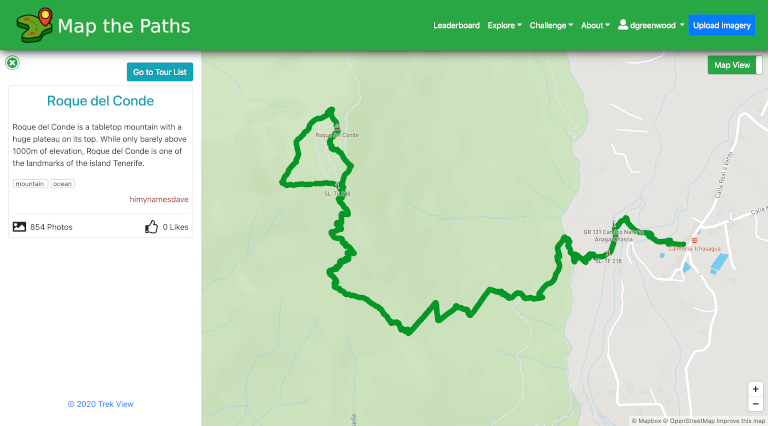 Map the Paths
Leaderboard Explore Challenge About dgreenwood Upload Imagery
Go to Tour List
Map View
Roque del Conde
Roque del Conde is a tabletop mountain with a
huge plateau on its top. While only barely above
1000m of elevation, Roque del Conde is one of
the landmarks of the island Tenerife.
mountain ocean
himynamesdave
854 Photos 0 Likes
© 2020 Trek View
Roque del Conde
SL-TF 218
GR 131 Camino Natural
Anaga-Chasna
SL-TF 218
Cafetería Tchasagua
Calle Real a Vento
Calle
+
−
© Mapbox © OpenStreetMap Improve this map